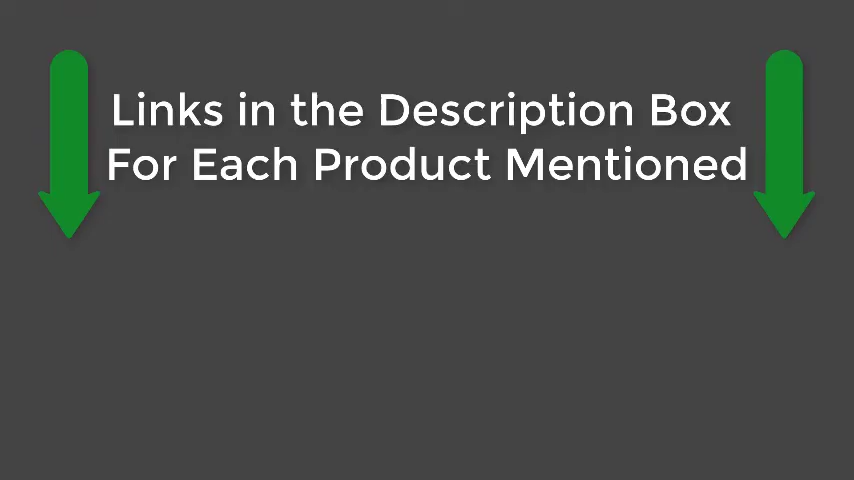 Links in the Description Box
For Each Product Mentioned